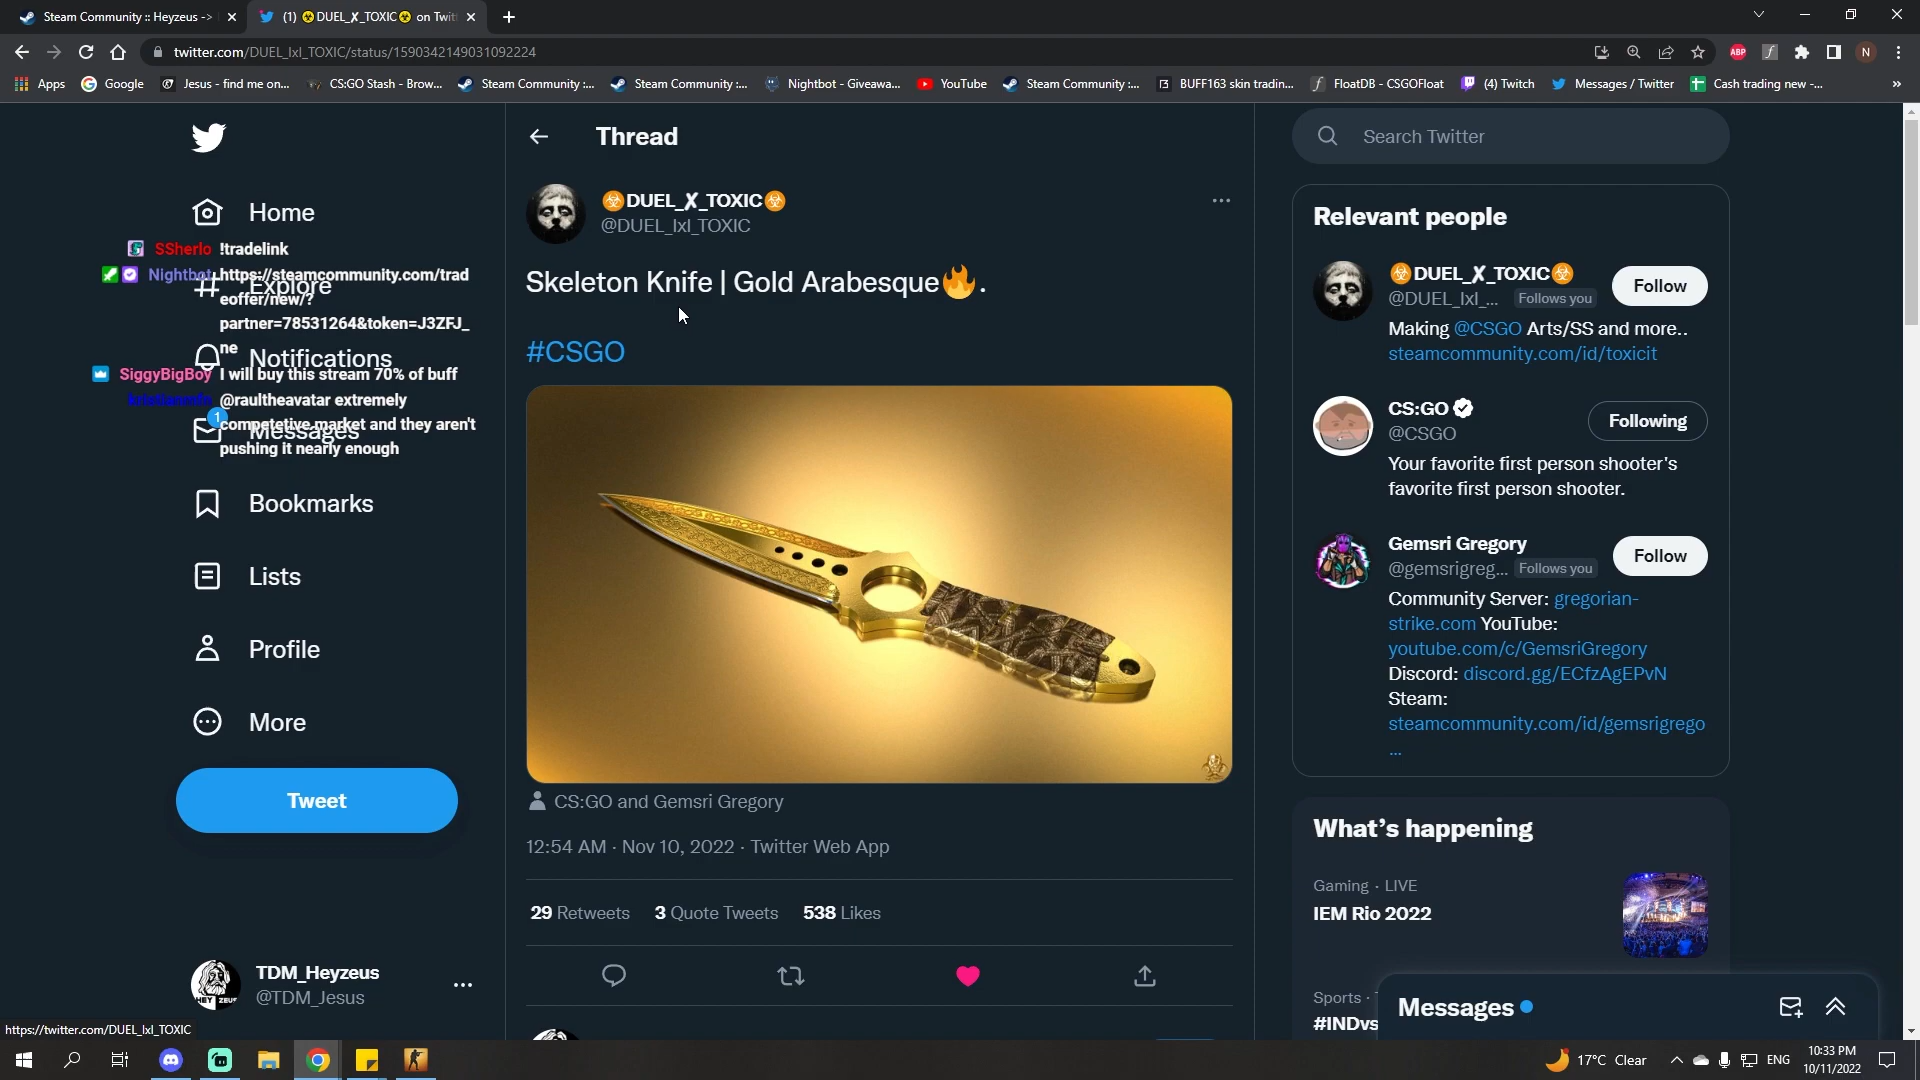 Steam Community :: Heyzeus ->
(1) ☣DUEL_✗_TOXIC☣ on Twit
twitter.com/DUEL_lxl_TOXIC/status/1590342149031092224
ABP
N
Apps
Google
Jesus - find me on...
CS:GO Stash - Brow...
Steam Community :...
Steam Community :...
Nightbot - Giveawa...
YouTube
Steam Community :...
BUFF163 skin tradin...
FloatDB - CSGOFloat
(4) Twitch
Messages / Twitter
Cash trading new -...
»
Home
Explore
Notifications
1
Messages
Bookmarks
Lists
Profile
More
Tweet
SSherlo !tradelink
Nightbot https://steamcommunity.com/trad
eoffer/new/?
partner=78531264&token=J3ZFJ_
ne
SiggyBigBoy I will buy this stream 70% of buff
@raultheavatar extremely
competetive market and they aren't
pushing it nearly enough
TDM_Heyzeus
@TDM_Jesus
https://twitter.com/DUEL_lxl_TOXIC
Thread
☣DUEL_✗_TOXIC☣
@DUEL_lxl_TOXIC
Skeleton Knife | Gold Arabesque🔥.
#CSGO
CS:GO and Gemsri Gregory
12:54 AM · Nov 10, 2022 · Twitter Web App
29 Retweets 3 Quote Tweets 538 Likes
Search Twitter
Relevant people
☣DUEL_✗_TOXIC☣
@DUEL_lxl_... Follows you
Follow
Making @CSGO Arts/SS and more..
steamcommunity.com/id/toxicit
CS:GO
@CSGO
Following
Your favorite first person shooter's
favorite first person shooter.
Gemsri Gregory
@gemsrigreg... Follows you
Follow
Community Server: gregorian-
strike.com YouTube:
youtube.com/c/GemsriGregory
Discord: discord.gg/ECfzAgEPvN
Steam:
steamcommunity.com/id/gemsrigrego
...
What's happening
Gaming · LIVE
IEM Rio 2022
Sports ·
#INDvs
Messages
17°C Clear
ENG
10:33 PM
10/11/2022